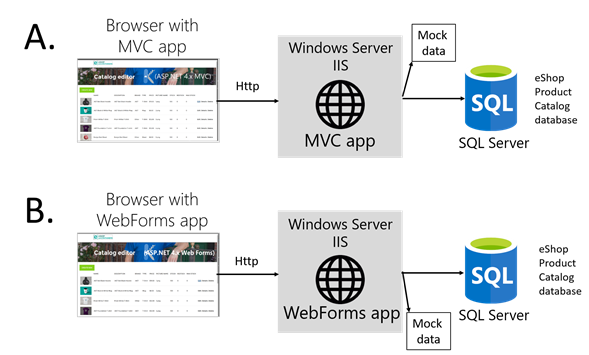 A.
Browser with
MVC app
Catalog editor
(ASP.NET 4.x MVC)
Http
Windows Server
IIS
MVC app
Mock
data
SQL
SQL Server
eShop
Product
Catalog
database
B.
Browser with
WebForms app
Catalog editor
(ASP.NET 4.x Web Forms)
Http
Windows Server
IIS
WebForms app
Mock
data
SQL
SQL Server
eShop
Product
Catalog
database